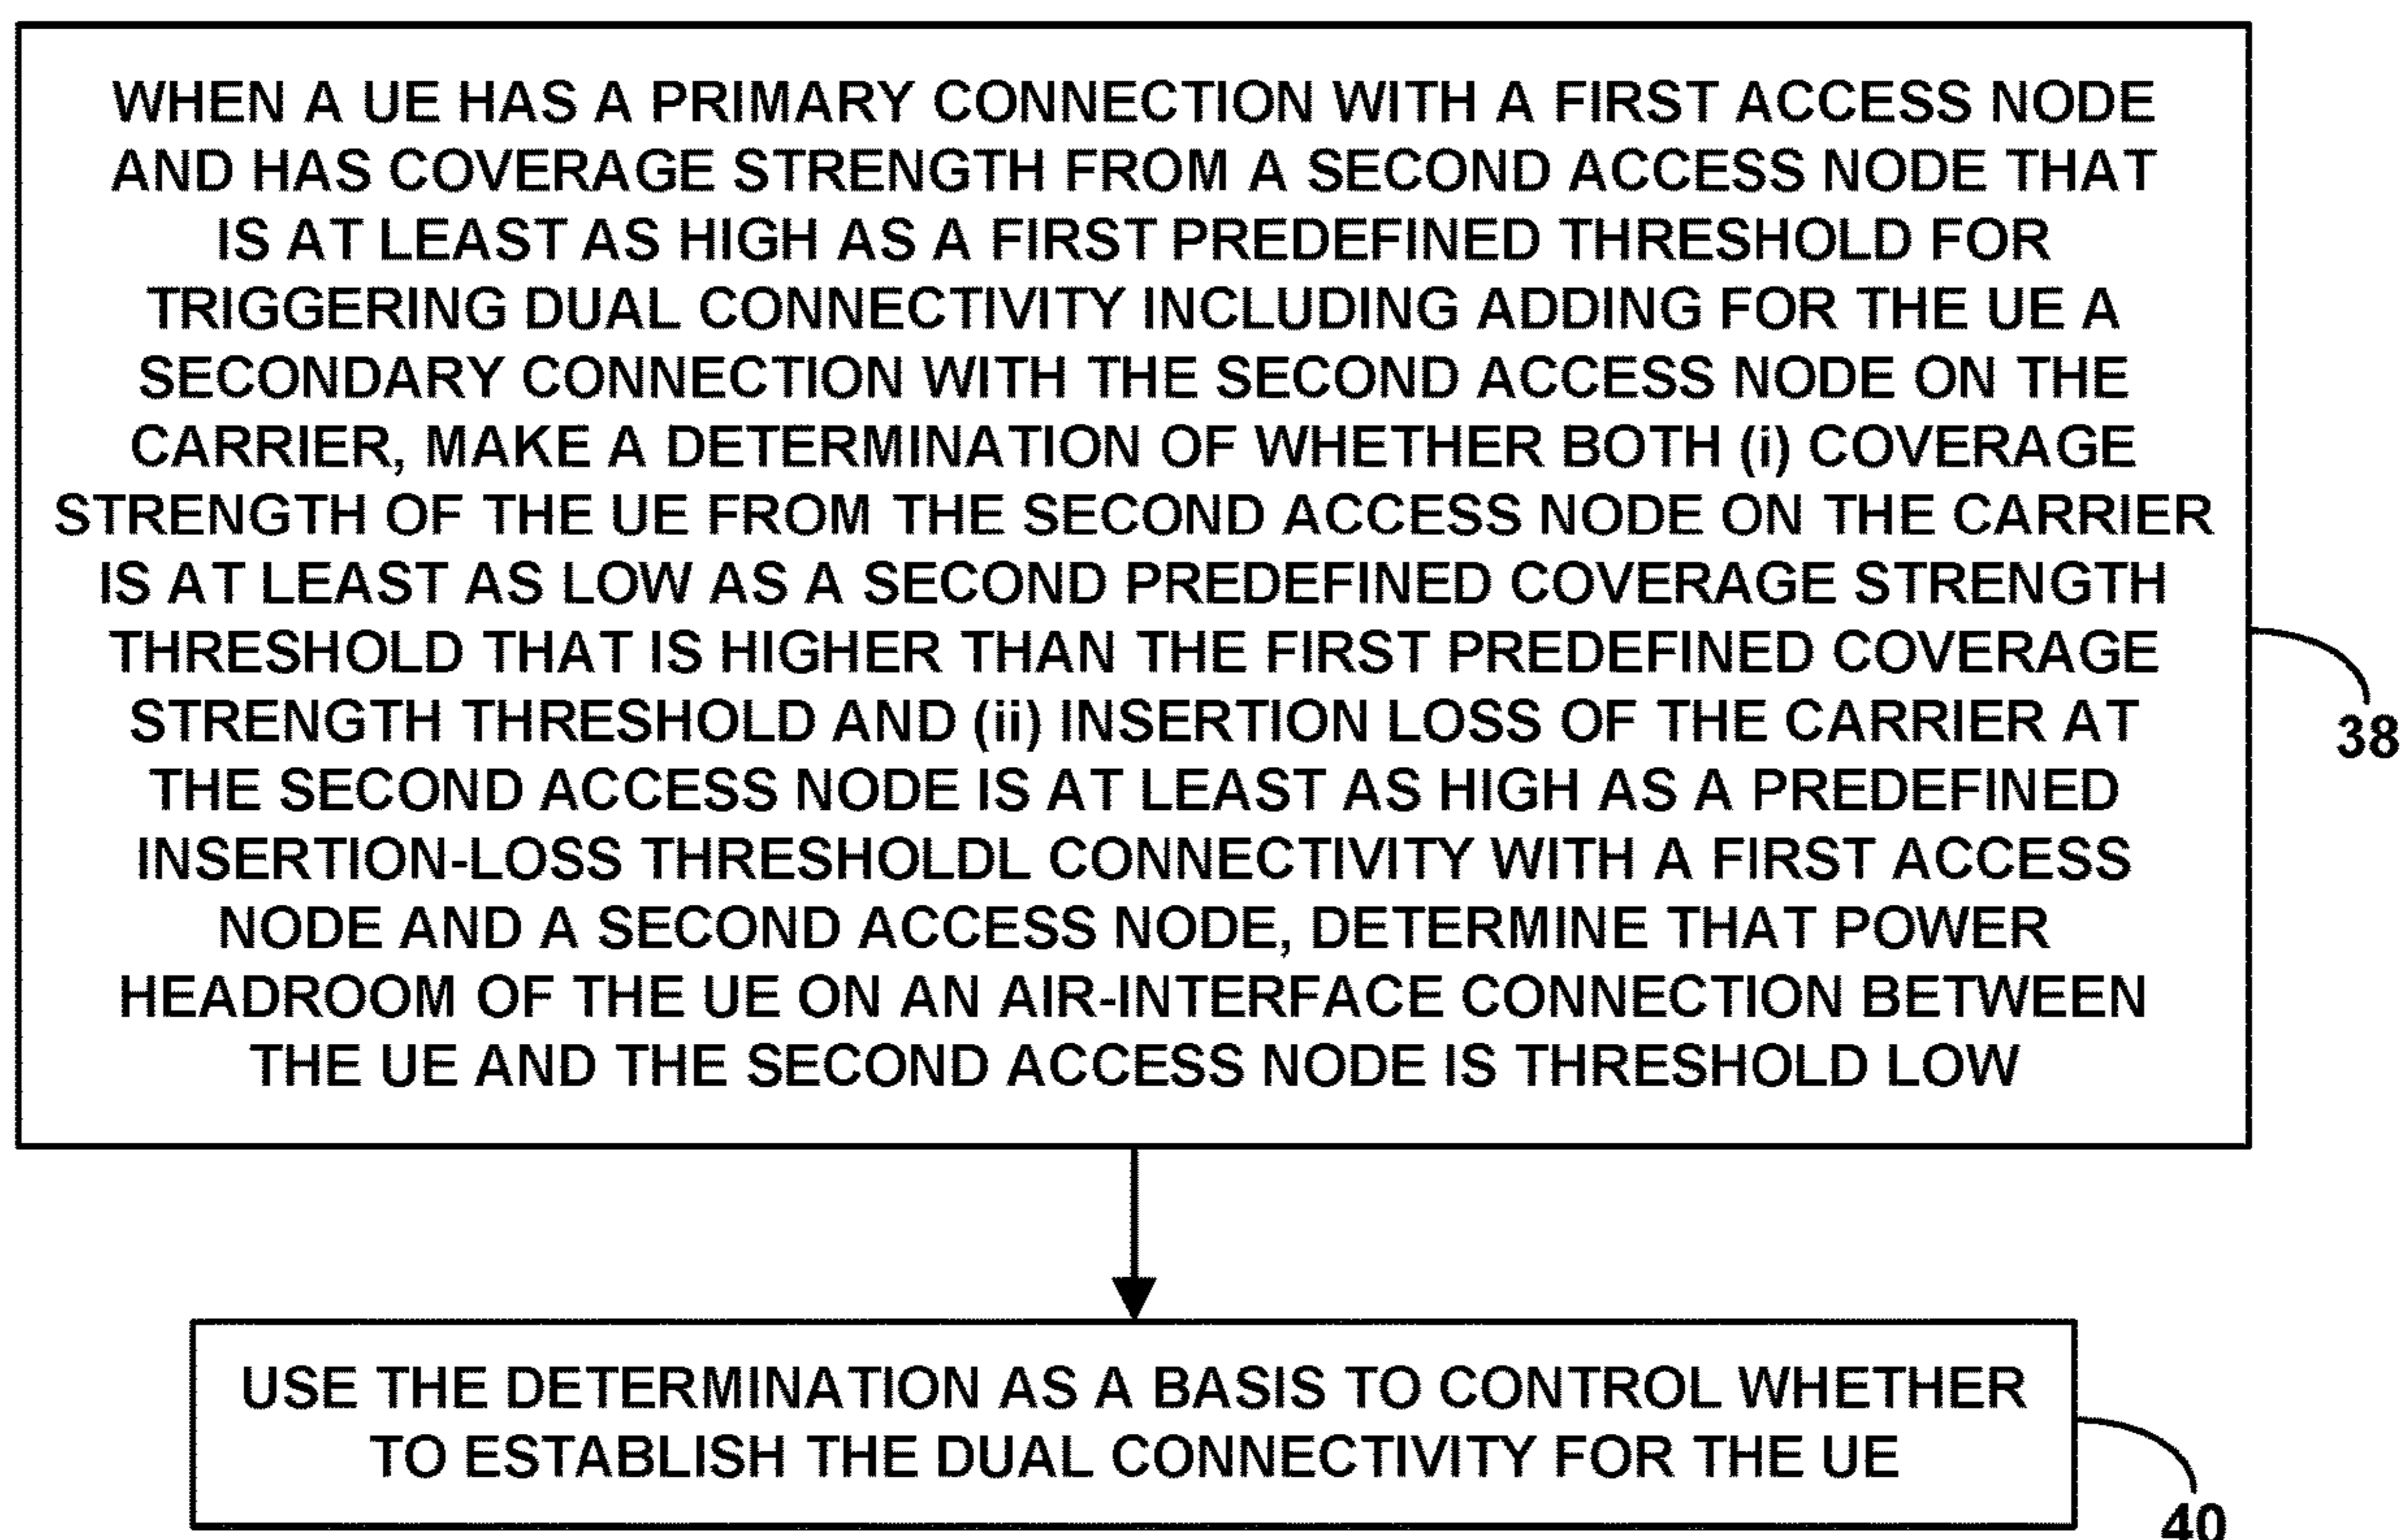 WHEN A UE HAS A PRIMARY CONNECTION WITH A FIRST ACCESS NODE
AND HAS COVERAGE STRENGTH FROM A SECOND ACCESS NODE THAT
IS AT LEAST AS HIGH AS A FIRST PREDEFINED THRESHOLD FOR
TRIGGERING DUAL CONNECTIVITY INCLUDING ADDING FOR THE UE A
SECONDARY CONNECTION WITH THE SECOND ACCESS NODE ON THE
CARRIER, MAKE A DETERMINATION OF WHETHER BOTH (i) COVERAGE
STRENGTH OF THE UE FROM THE SECOND ACCESS NODE ON THE CARRIER
IS AT LEAST AS LOW AS A SECOND PREDEFINED COVERAGE STRENGTH
THRESHOLD THAT IS HIGHER THAN THE FIRST PREDEFINED COVERAGE
STRENGTH THRESHOLD AND (ii) INSERTION LOSS OF THE CARRIER AT
THE SECOND ACCESS NODE IS AT LEAST AS HIGH AS A PREDEFINED
INSERTION-LOSS THRESHOLDL CONNECTIVITY WITH A FIRST ACCESS
NODE AND A SECOND ACCESS NODE, DETERMINE THAT POWER
HEADROOM OF THE UE ON AN AIR-INTERFACE CONNECTION BETWEEN
THE UE AND THE SECOND ACCESS NODE IS THRESHOLD LOW
38
USE THE DETERMINATION AS A BASIS TO CONTROL WHETHER
TO ESTABLISH THE DUAL CONNECTIVITY FOR THE UE
40